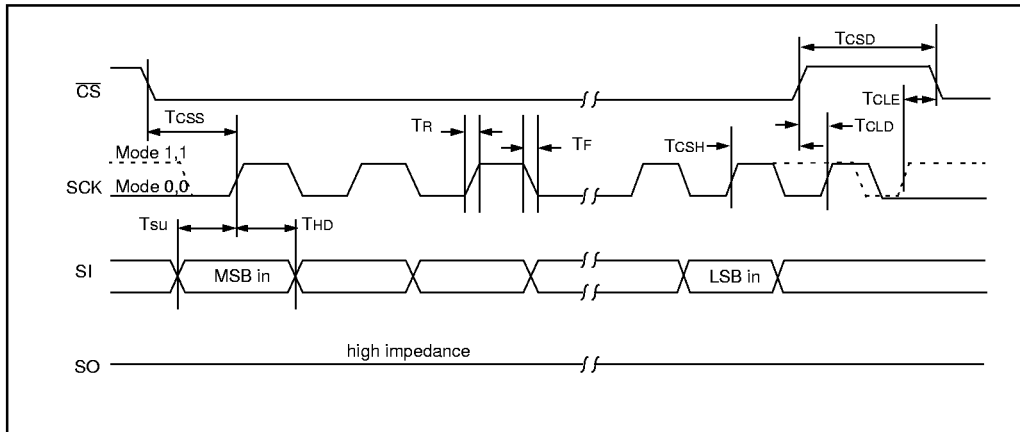 TCSD
CS
TCLE
TCSS
TR
TF
TCSH
TCLD
Mode 1,1
SCK
Mode 0,0
Tsu
THD
SI
MSB in
LSB in
high impedance
SO